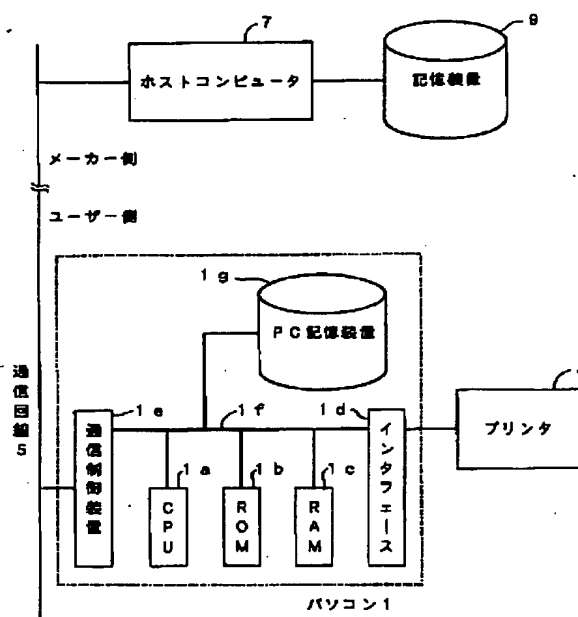 7
9
ホストコンピュータ
記憶装置
メーカー側
ユーザー側
1g
PC記憶装置
通信回線5
1e
1f
1d
通信制御装置
1a
CPU
1b
ROM
1c
RAM
インタフェース
プリンタ
パソコン1